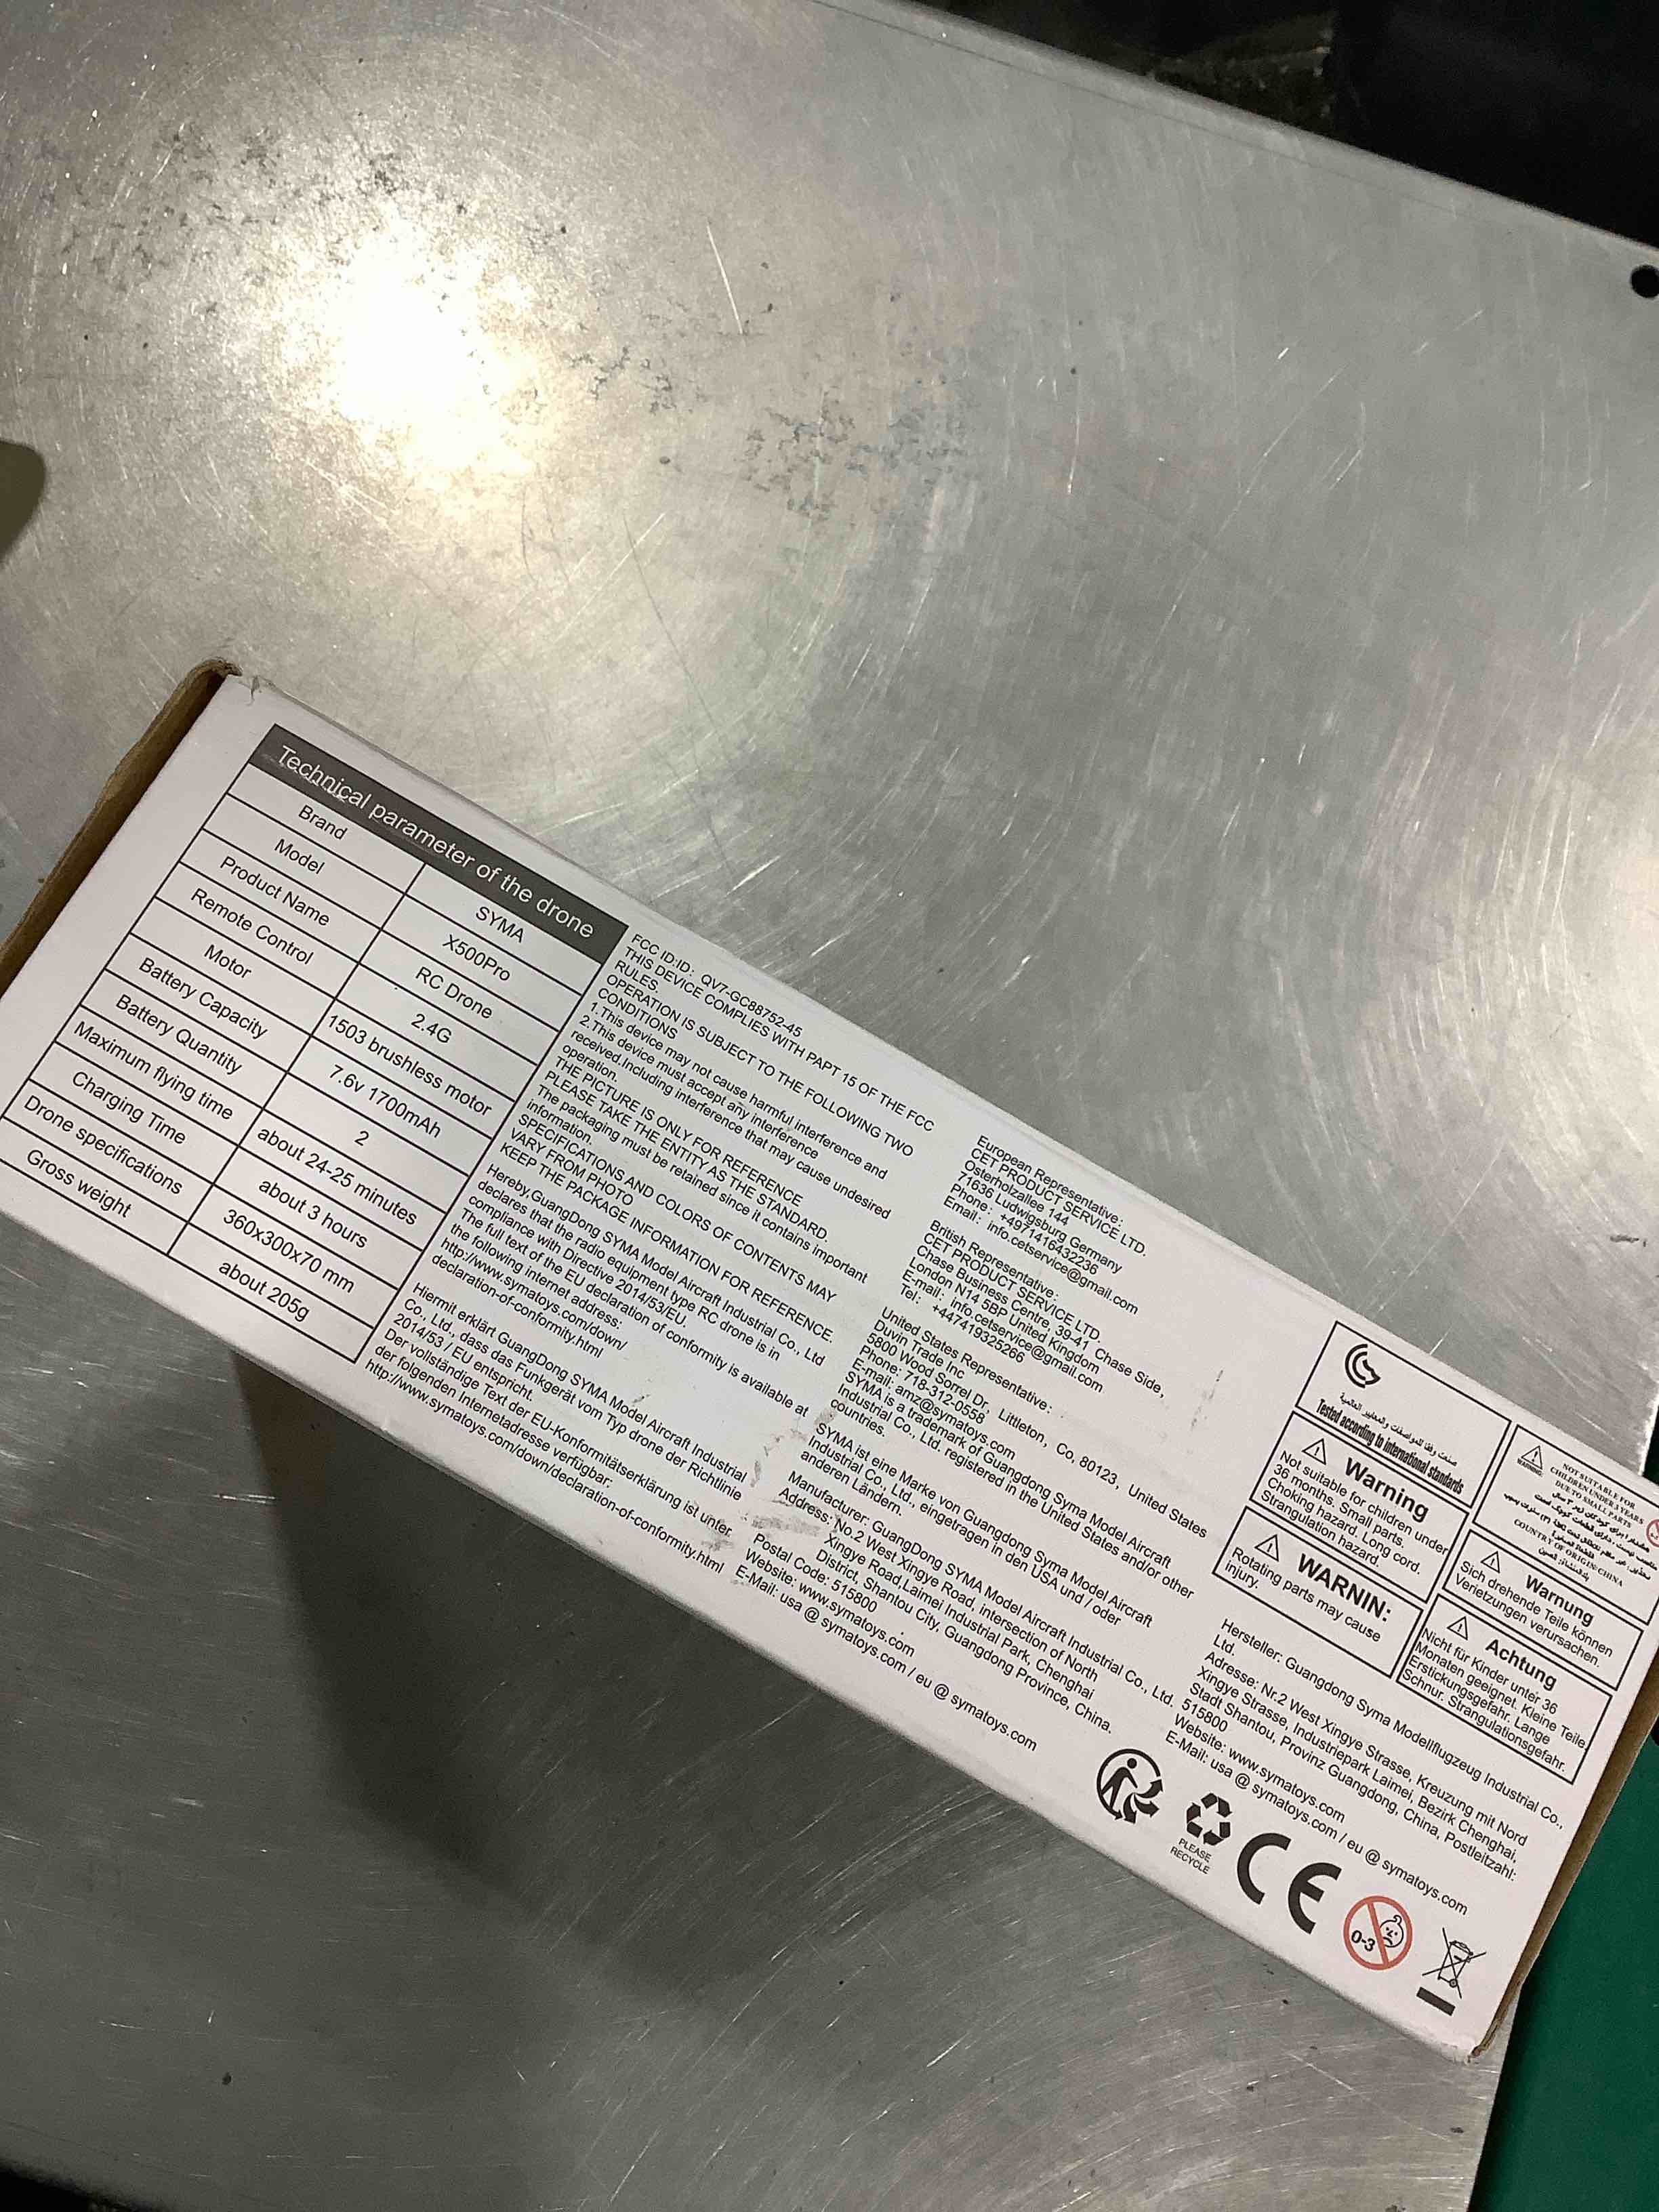 Technical parameter of the drone
Brand SYMA
Model X500Pro
Product Name RC Drone
Remote Control 2.4G
Motor 1503 brushless motor
Battery Capacity 7.6v 1700mAh
Battery Quantity 2
Maximum flying time about 24-25 minutes
Charging Time about 3 hours
Drone specifications 360x300x70 mm
Gross weight about 205g
FCC ID:ID: QV7-GC88752-45
THIS DEVICE COMPLIES WITH PAPT 15 OF THE FCC
RULES.
OPERATION IS SUBJECT TO THE FOLLOWING TWO
CONDITIONS
1.This device may not cause harmful interference and
2.This device must accept any interference
received.Including interference that may cause undesired
operation.
THE PICTURE IS ONLY FOR REFERENCE
PLEASE TAKE THE ENTITY AS THE STANDARD.
The packaging must be retained since it contains important
information.
SPECIFICATIONS AND COLORS OF CONTENTS MAY
VARY FROM PHOTO
KEEP THE PACKAGE INFORMATION FOR REFERENCE.
Hereby,GuangDong SYMA Model Aircraft Industrial Co., Ltd
declares that the radio equipment type RC drone is in
compliance with Directive 2014/53/EU.
The full text of the EU declaration of conformity is available at
the following internet address:
http://www.symatoys.com/down/
declaration-of-conformity.html
Hiermit erklärt GuangDong SYMA Model Aircraft Industrial
Co., Ltd., dass das Funkgerät vom Typ drone der Richtlinie
2014/53 / EU entspricht.
Der vollständige Text der EU-Konformitätserklärung ist unter
der folgenden Internetadresse verfügbar:
http://www.symatoys.com/down/declaration-of-conformity.html
European Representative:
CET PRODUCT SERVICE LTD.
Osterholzallee 144
71636 Ludwigsburg Germany
Phone: +4971416432236
Email: info.cetservice@gmail.com
British Representative:
CET PRODUCT SERVICE LTD.
Chase Business Centre, 39-41 Chase Side,
London N14 5BP United Kingdom
E-mail: info.cetservice@gmail.com
Tel: +447419325266
United States Representative:
Duvin Trade Inc
5800 Wood Sorrel Dr, Littleton, Co, 80123, United States
Phone: 718-312-0558
E-mail: amz@symatoys.com
SYMA is a trademark of Guangdong Syma Model Aircraft
Industrial Co., Ltd. registered in the United States and/or other
countries.
SYMA ist eine Marke von Guangdong Syma Model Aircraft
Industrial Co., Ltd., eingetragen in den USA und / oder
anderen Ländern.
Manufacturer: GuangDong SYMA Model Aircraft Industrial Co., Ltd.
Address: No.2 West Xingye Road, intersection of North
Xingye Road,Laimei Industrial Park, Chenghai
District, Shantou City, Guangdong Province, China.
Postal Code: 515800
Website: www.symatoys.com
E-Mail: usa @ symatoys.com / eu @ symatoys.com
صنعت وفقا للمواصفات والمعايير العالمية
Tested according to international standards
Warning
Not suitable for children under
36 months. Small parts.
Choking hazard. Long cord.
Strangulation hazard.
WARNIN:
Rotating parts may cause
injury.
WARNING:
NOT SUIT ABLE FOR
CHILDREN UNDER 3 YEARS
DUE TO SMALL PARTS
COUNTRY OF ORIGIN:CHINA
Warnung
Sich drehende Teile können
Verietzungen verursachen.
Achtung
Nicht für Kinder unter 36
Monaten geeignet. Kleine Teile.
Erstickungsgefahr. Lange
Schnur. Strangulationsgefahr.
Hersteller: Guangdong Syma Modellflugzeug Industrial Co.,
Ltd.
Adresse: Nr.2 West Xingye Strasse, Kreuzung mit Nord
Xingye Strasse, Industriepark Laimei, Bezirk Chenghai,
Stadt Shantou, Provinz Guangdong, China, Postleitzahl:
515800
Website: www.symatoys.com
E-Mail: usa @ symatoys.com / eu @ symatoys.com
PLEASE
RECYCLE
CE
0-3